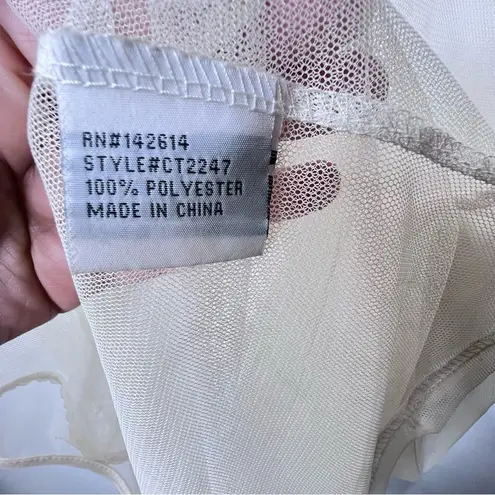 RN#142614
STYLE#CT2247
100% POLYESTER
MADE IN CHINA